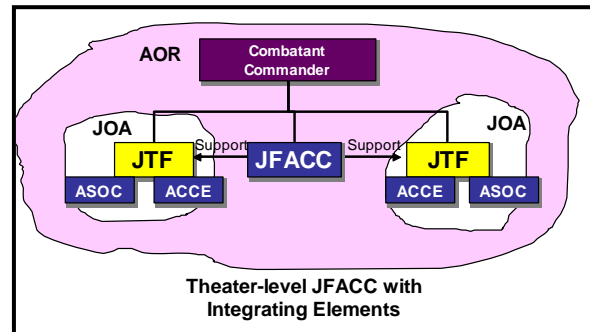 AOR
Combatant
Commander
JOA
JOA
Support
Support
JTF
JFACC
JTF
ASOC
ACCE
ACCE
ASOC
Theater-level JFACC with
Integrating Elements